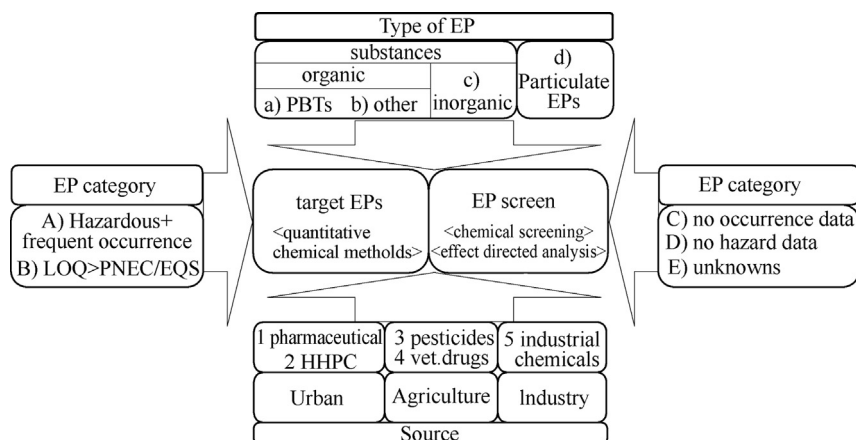 Type of EP
substances
organic
a) PBTs b) other
c)
inorganic
d)
Particulate
EPs
EP category
A) Hazardous+
frequent occurrence
B) LOQ>PNEC/EQS
target EPs
<quantitative
chemical metholds>
EP screen
<chemical screening>
<effect directed analysis>
EP category
C) no occurrence data
D) no hazard data
E) unknowns
1 pharmaceutical
2 HHPC
3 pesticides
4 vet.drugs
5 industrial
chemicals
Urban
Agriculture
Industry
Source